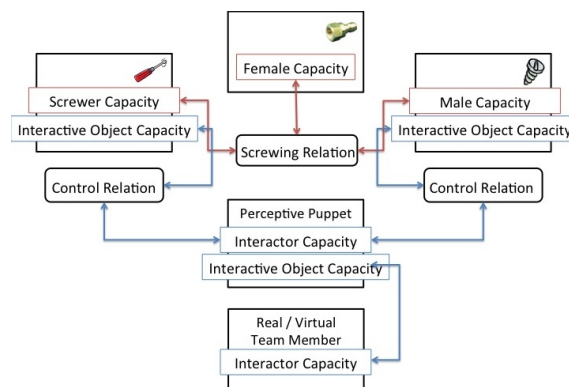 Female Capacity
Screwer Capacity
Interactive Object Capacity
Male Capacity
Interactive Object Capacity
Screwing Relation
Control Relation
Control Relation
Perceptive Puppet
Interactor Capacity
Interactive Object Capacity
Real / Virtual
Team Member
Interactor Capacity